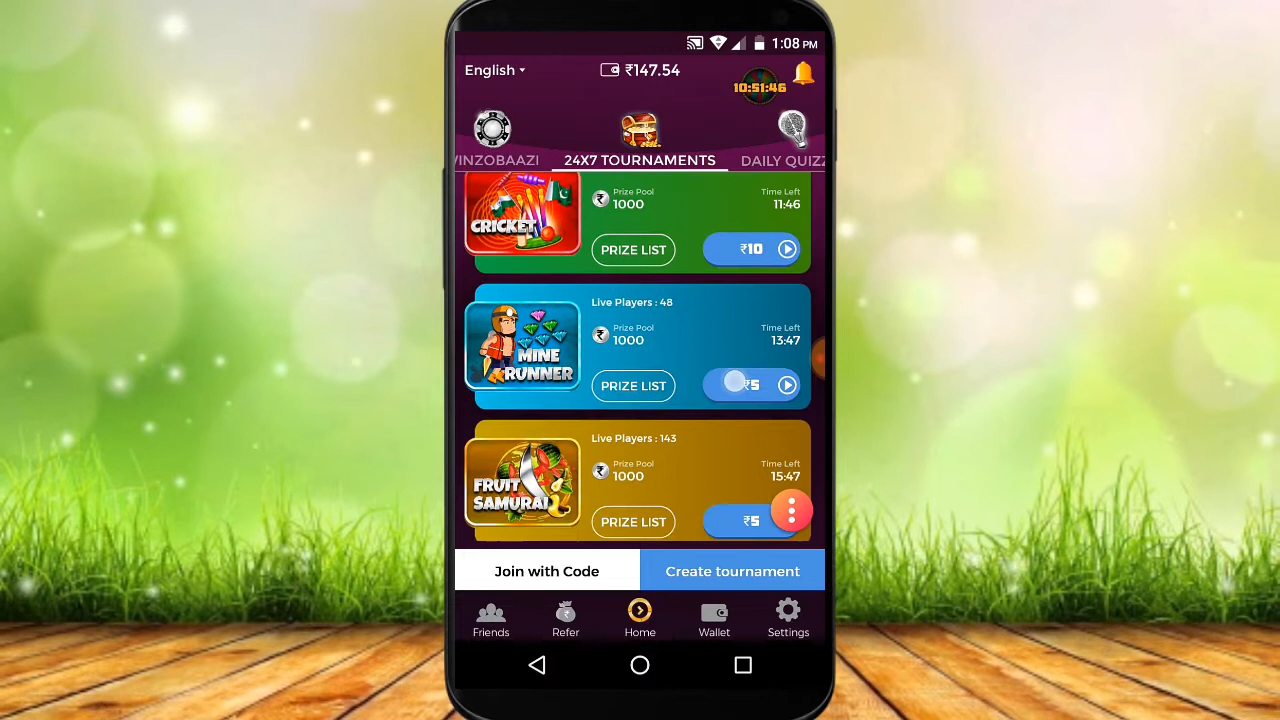 1:08 PM
English
₹147.54
10:51:46
INZOBAAZI
24X7 TOURNAMENTS
DAILY QUIZZ
CRICKET
Prize Pool
1000
Time Left
11:46
PRIZE LIST
₹10
Live Players : 48
MINE
RUNNER
Prize Pool
1000
Time Left
13:47
PRIZE LIST
₹5
Live Players : 143
FRUIT
SAMURAI
Prize Pool
1000
Time Left
15:47
PRIZE LIST
₹5
Join with Code
Create tournament
Friends
Refer
Home
Wallet
Settings